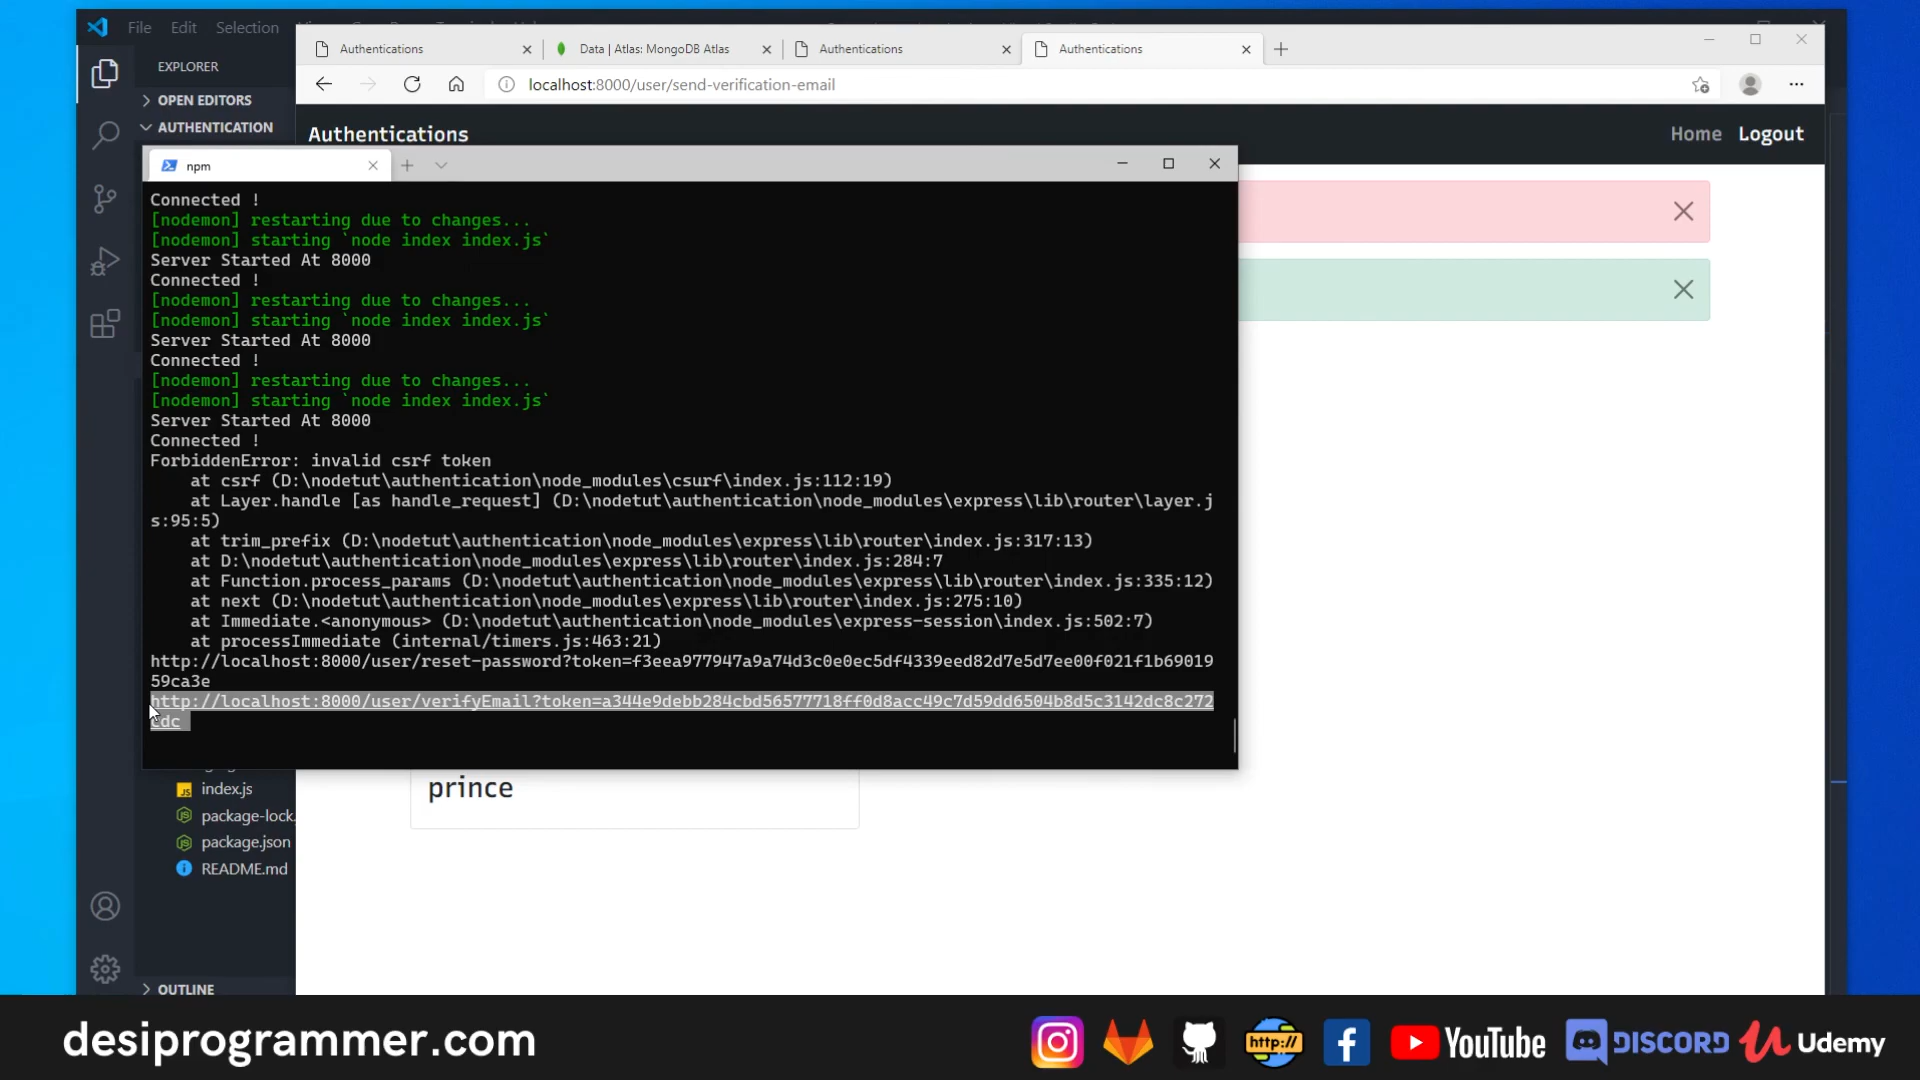 File Edit Selection
Authentications
Data | Atlas: MongoDB Atlas
Authentications
Authentications
EXPLORER
localhost:8000/user/send-verification-email
OPEN EDITORS
AUTHENTICATION
Authentications
Home Logout
npm
Connected !
[nodemon] restarting due to changes...
[nodemon] starting `node index index.js`
Server Started At 8000
Connected !
[nodemon] restarting due to changes...
[nodemon] starting `node index index.js`
Server Started At 8000
Connected !
[nodemon] restarting due to changes...
[nodemon] starting `node index index.js`
Server Started At 8000
Connected !
ForbiddenError: invalid csrf token
at csrf (D:\nodetut\authentication\node_modules\csurf\index.js:112:19)
at Layer.handle [as handle_request] (D:\nodetut\authentication\node_modules\express\lib\router\layer.j
s:95:5)
at trim_prefix (D:\nodetut\authentication\node_modules\express\lib\router\index.js:317:13)
at D:\nodetut\authentication\node_modules\express\lib\router\index.js:284:7
at Function.process_params (D:\nodetut\authentication\node_modules\express\lib\router\index.js:335:12)
at next (D:\nodetut\authentication\node_modules\express\lib\router\index.js:275:10)
at Immediate.<anonymous> (D:\nodetut\authentication\node_modules\express-session\index.js:502:7)
at processImmediate (internal/timers.js:463:21)
http://localhost:8000/user/reset-password?token=f3eea977947a9a74d3c0e0ec5df4339eed82d7e5d7ee00f021f1b69019
59ca3e
http://localhost:8000/user/verifyEmail?token=a344e9debb284cbd56577718ff0d8acc49c7d59dd6504b8d5c3142dc8c272
prince
index.js
package-lock.
package.json
README.md
OUTLINE
desiprogrammer.com
http://
YouTube
DISCORD
Udemy